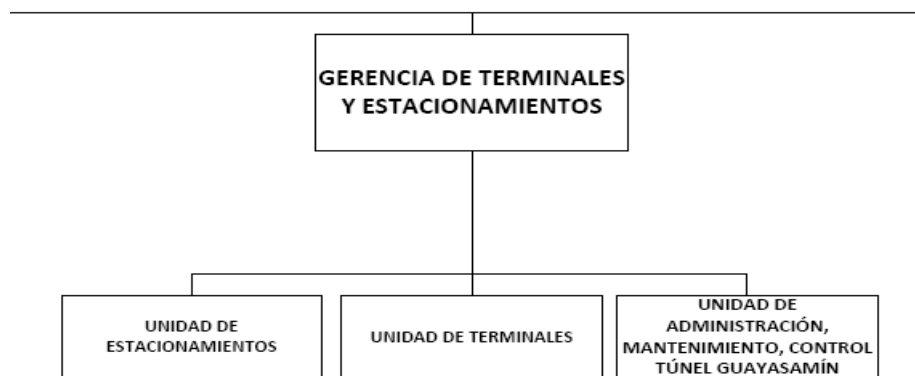 GERENCIA DE TERMINALES
Y ESTACIONAMIENTOS
UNIDAD DE
ESTACIONAMIENTOS
UNIDAD DE TERMINALES
UNIDAD DE
ADMINISTRACIÓN,
MANTENIMIENTO, CONTROL
TÚNEL GUAYASAMÍN